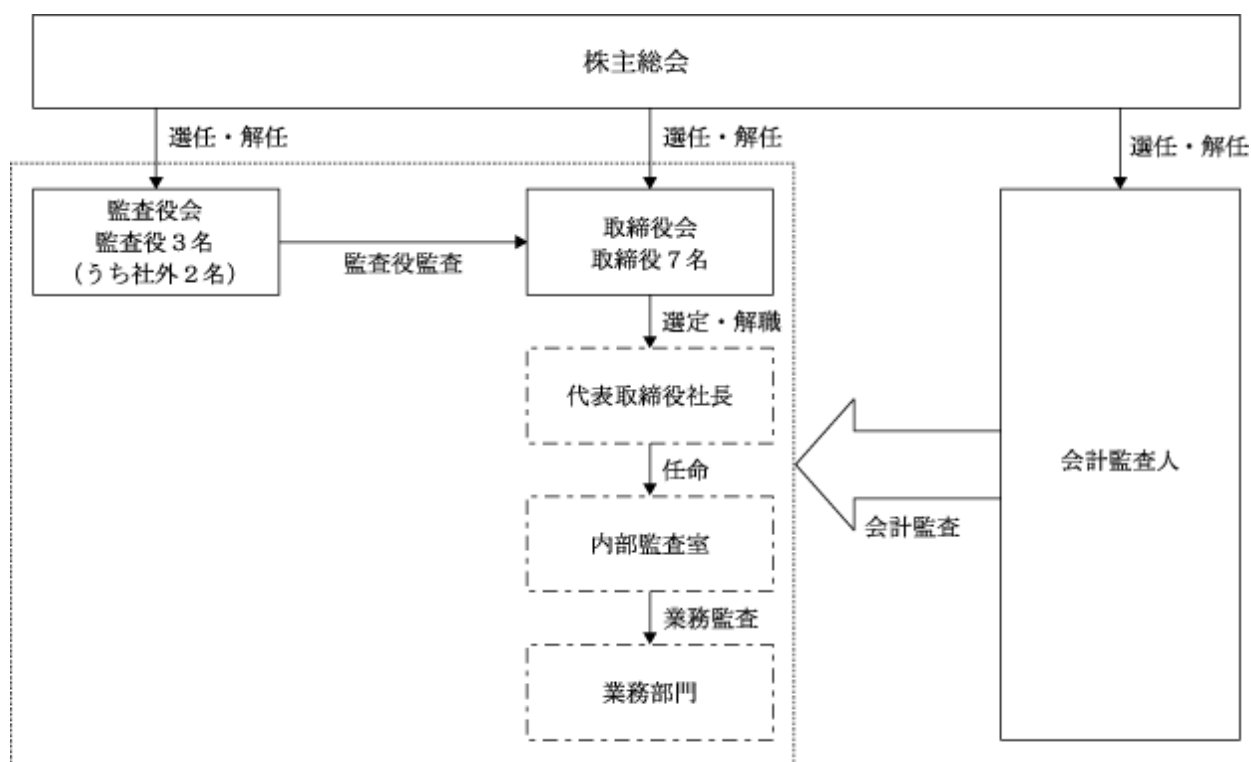 株主総会
選任・解任
選任・解任
選任・解任
監査役会
監査役３名
（うち社外２名）
監査役監査
取締役会
取締役７名
選定・解職
代表取締役社長
任命
内部監査室
業務監査
業務部門
会計監査
会計監査人